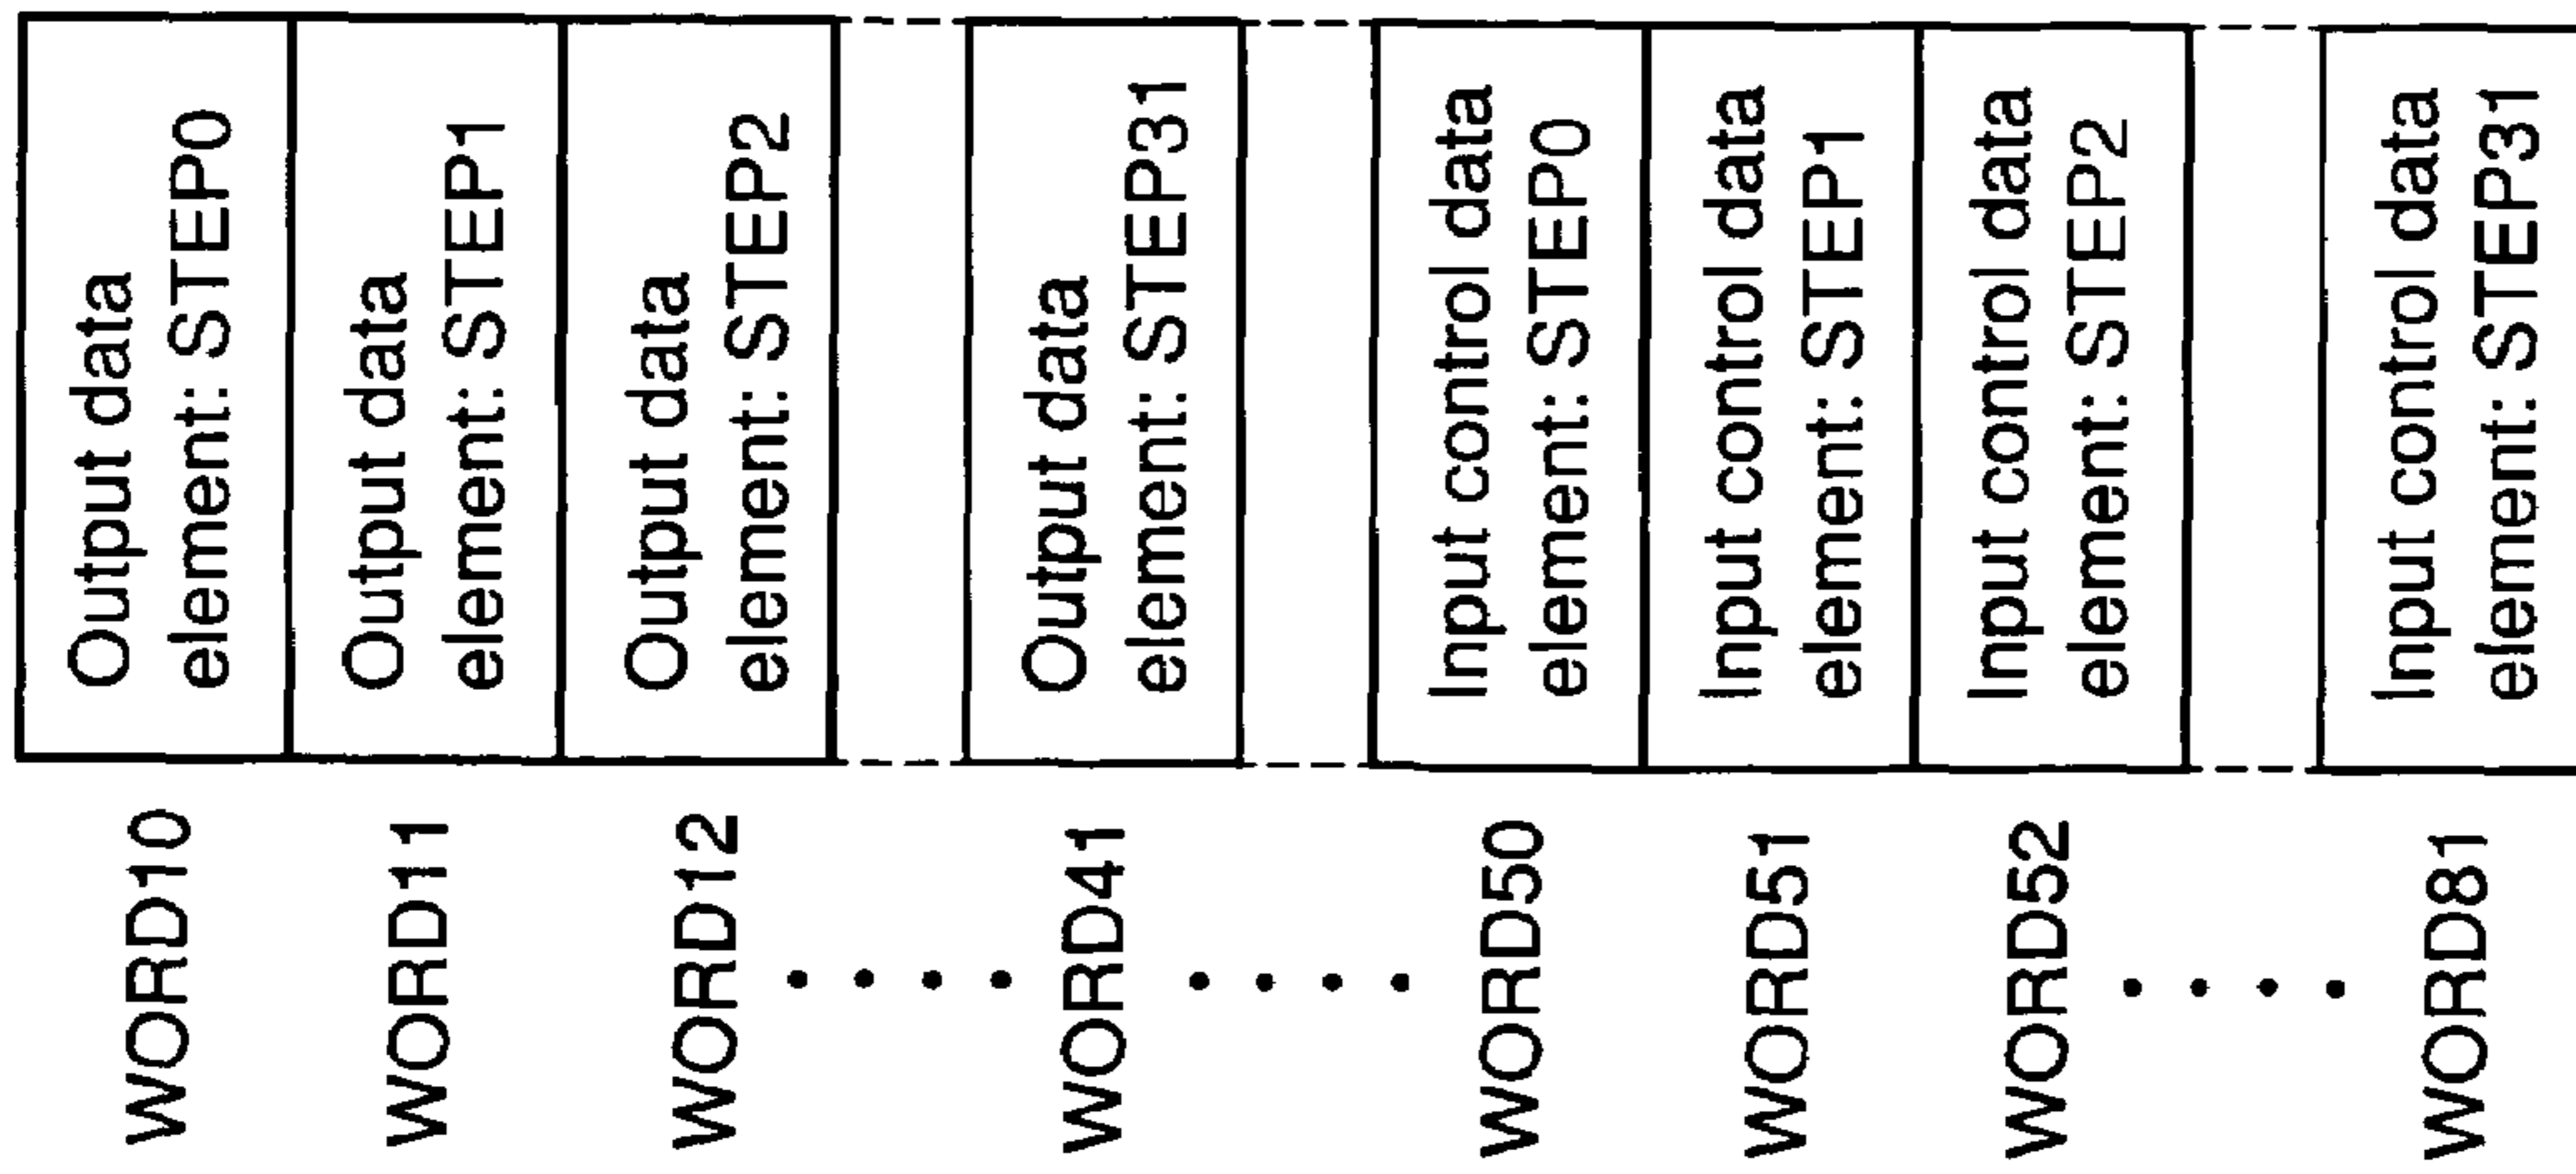 WORD10
Output data
element: STEP0
WORD11
Output data
element: STEP1
WORD12
Output data
element: STEP2
WORD41
Output data
element: STEP31
WORD50
Input control data
element: STEP0
WORD51
Input control data
element: STEP1
WORD52
Input control data
element: STEP2
WORD81
Input control data
element: STEP31